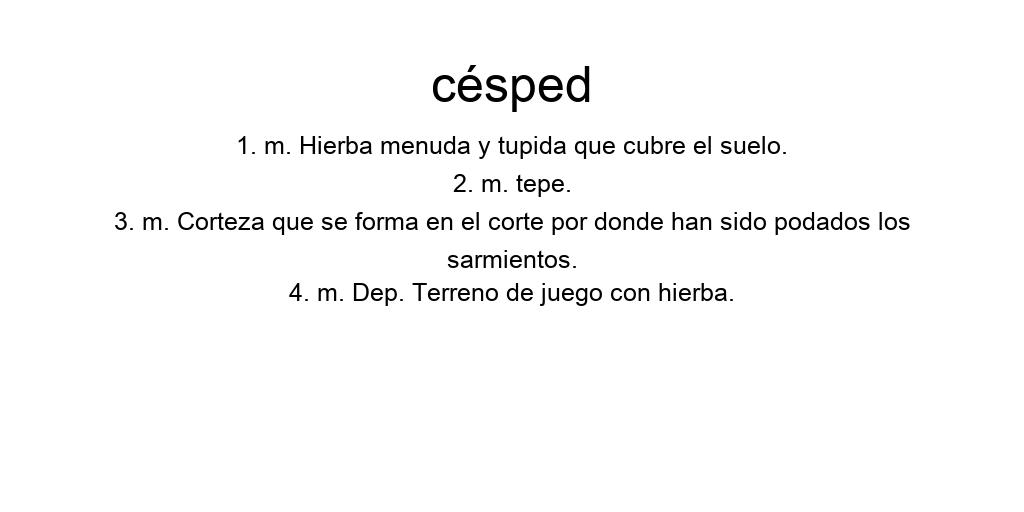 césped
1. m. Hierba menuda y tupida que cubre el suelo.
2. m. tepe.
3. m. Corteza que se forma en el corte por donde han sido podados los
sarmientos.
4. m. Dep. Terreno de juego con hierba.